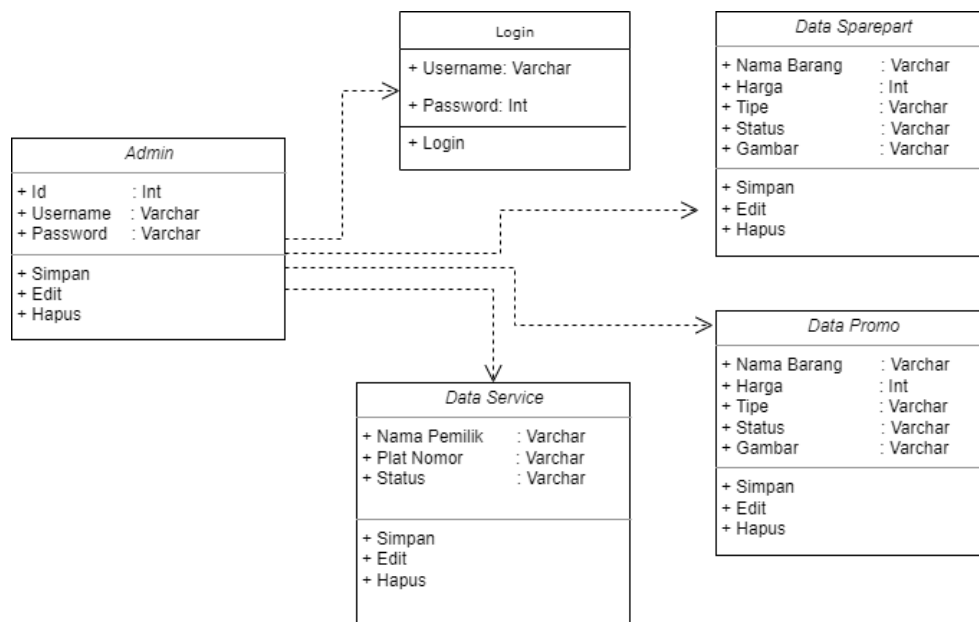 Login
+ Username: Varchar
+ Password: Int
+ Login
Data Sparepart
+ Nama Barang : Varchar
+ Harga : Int
+ Tipe : Varchar
+ Status : Varchar
+ Gambar : Varchar
+ Simpan
+ Edit
+ Hapus
Admin
+ Id : Int
+ Username : Varchar
+ Password : Varchar
+ Simpan
+ Edit
+ Hapus
Data Promo
+ Nama Barang : Varchar
+ Harga : Int
+ Tipe : Varchar
+ Status : Varchar
+ Gambar : Varchar
+ Simpan
+ Edit
+ Hapus
Data Service
+ Nama Pemilik : Varchar
+ Plat Nomor : Varchar
+ Status : Varchar
+ Simpan
+ Edit
+ Hapus